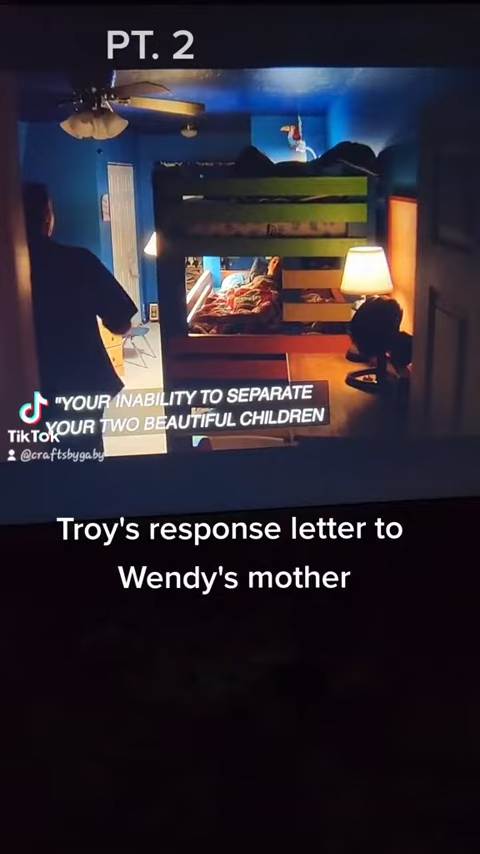 PT. 2
"YOUR INABILITY TO SEPARATE
YOUR TWO BEAUTIFUL CHILDREN
TikTok
@craftsbygaby
Troy's response letter to
Wendy's mother